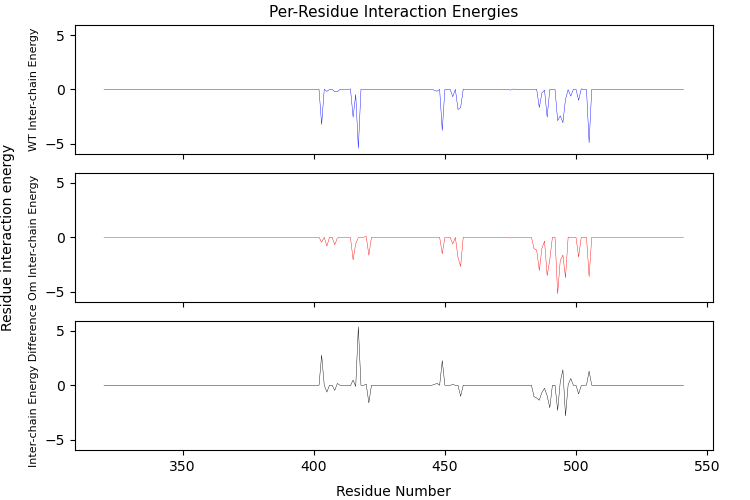 Per-Residue Interaction Energies
Residue interaction energy
WT Inter-chain Energy
5
0
−5
Om Inter-chain Energy
5
0
−5
Inter-chain Energy Difference
5
0
−5
350
400
450
500
550
Residue Number